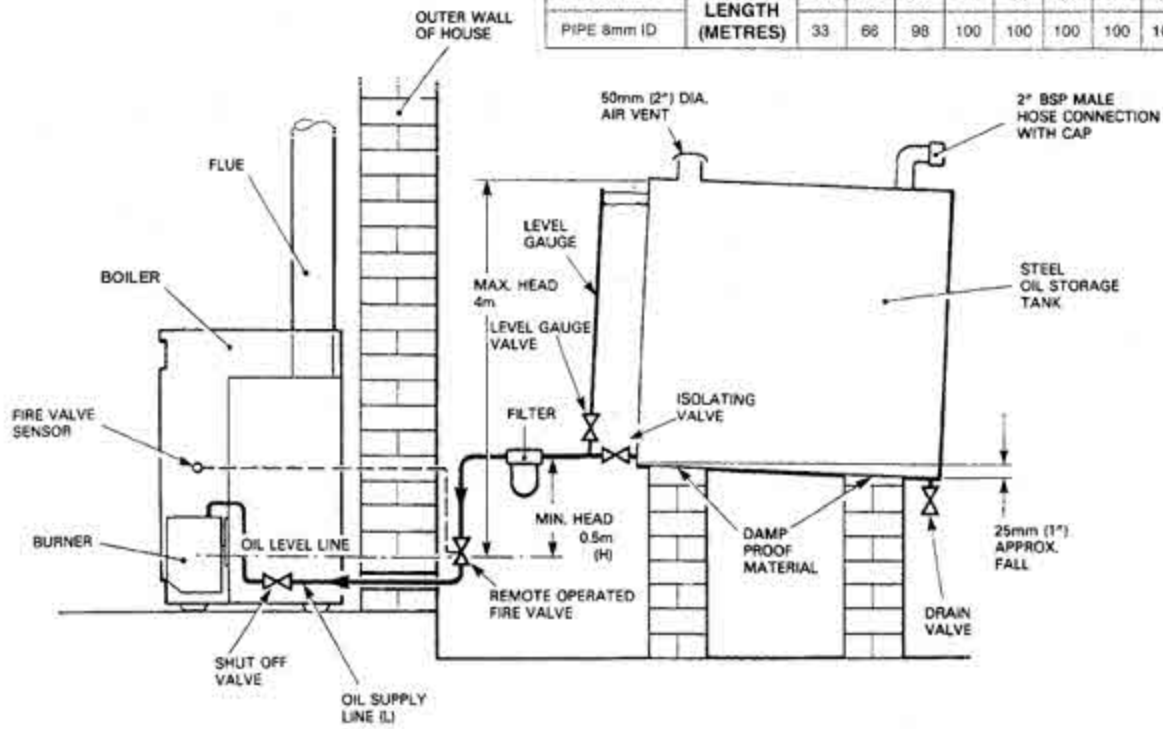 LENGTH
(METRES)
PIPE 8mm ID
33
66
98
100
100
100
100
OUTER WALL
OF HOUSE
50mm (2") DIA.
AIR VENT
2" BSP MALE
HOSE CONNECTION
WITH CAP
FLUE
LEVEL
GAUGE
BOILER
MAX. HEAD
4m
STEEL
OIL STORAGE
TANK
LEVEL GAUGE
VALVE
ISOLATING
VALVE
FIRE VALVE
SENSOR
FILTER
MIN. HEAD
0.5m
(H)
BURNER
OIL LEVEL LINE
DAMP
PROOF
MATERIAL
25mm (1")
APPROX.
FALL
REMOTE OPERATED
FIRE VALVE
DRAIN
VALVE
SHUT OFF
VALVE
OIL SUPPLY
LINE (L)